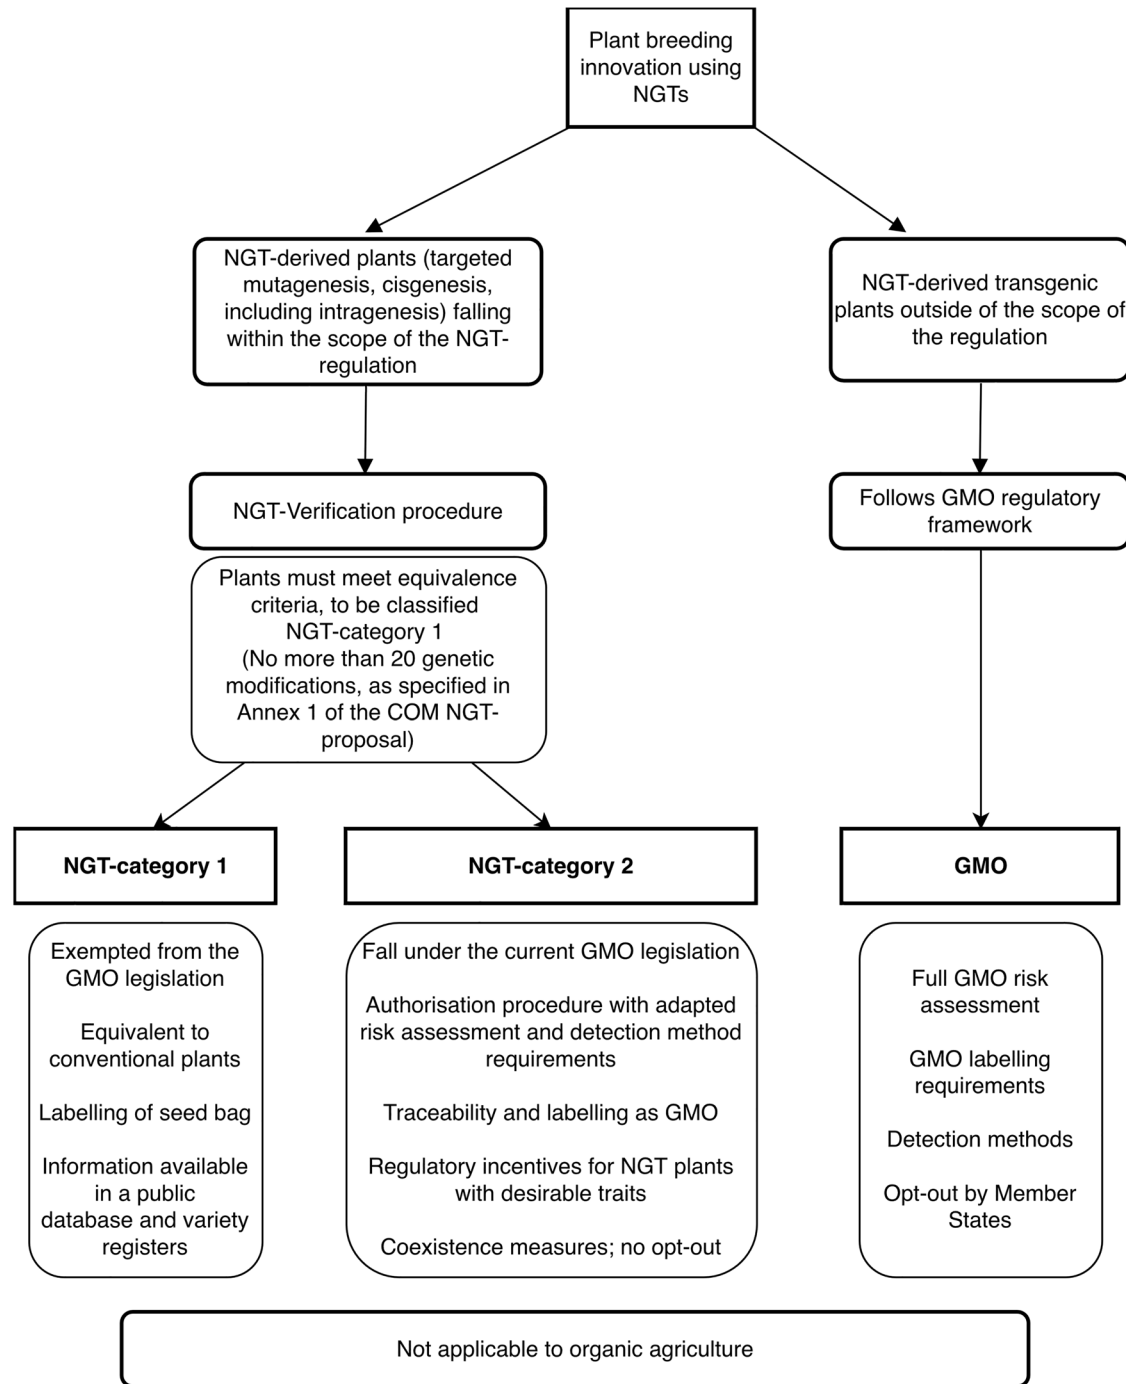 Plant breeding
innovation using
NGTs
NGT-derived plants (targeted
mutagenesis, cisgenesis,
including intragenesis) falling
within the scope of the NGT-
regulation
NGT-derived transgenic
plants outside of the scope of
the regulation
NGT-Verification procedure
Follows GMO regulatory
framework
Plants must meet equivalence
criteria, to be classified
NGT-category 1
(No more than 20 genetic
modifications, as specified in
Annex 1 of the COM NGT-
proposal)
NGT-category 1
NGT-category 2
GMO
Exempted from the
GMO legislation
Equivalent to
conventional plants
Labelling of seed bag
Information available
in a public
database and variety
registers
Fall under the current GMO legislation
Authorisation procedure with adapted
risk assessment and detection method
requirements
Traceability and labelling as GMO
Regulatory incentives for NGT plants
with desirable traits
Coexistence measures; no opt-out
Full GMO risk
assessment
GMO labelling
requirements
Detection methods
Opt-out by Member
States
Not applicable to organic agriculture